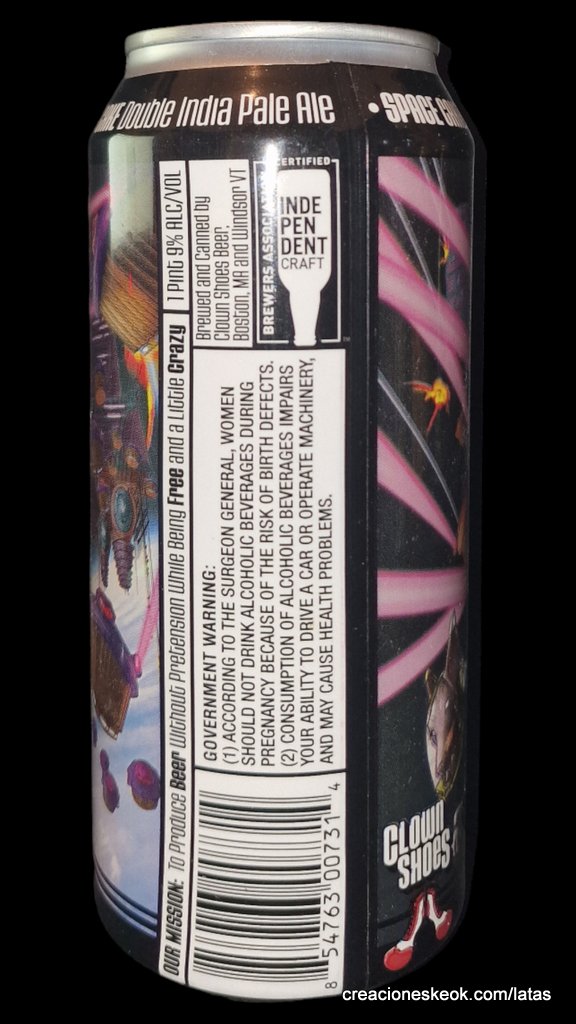 Double India Pale Ale
• SPACE
1 Pint 9% ALC/VOL
Brewed and Canned by
Clown Shoes Beer,
Boston, MA and Windsor VT
CERTIFIED
BREWERS ASSOCIATION
INDE
PEN
DENT
CRAFT
OUR MISSION: To Produce Beer Without Pretension While Being Free and a Little Crazy
GOVERNMENT WARNING:
(1) ACCORDING TO THE SURGEON GENERAL, WOMEN
SHOULD NOT DRINK ALCOHOLIC BEVERAGES DURING
PREGNANCY BECAUSE OF THE RISK OF BIRTH DEFECTS.
(2) CONSUMPTION OF ALCOHOLIC BEVERAGES IMPAIRS
YOUR ABILITY TO DRIVE A CAR OR OPERATE MACHINERY,
AND MAY CAUSE HEALTH PROBLEMS.
8 54763 00731 4
CLOWN
SHOES
creacioneskeok.com/latas